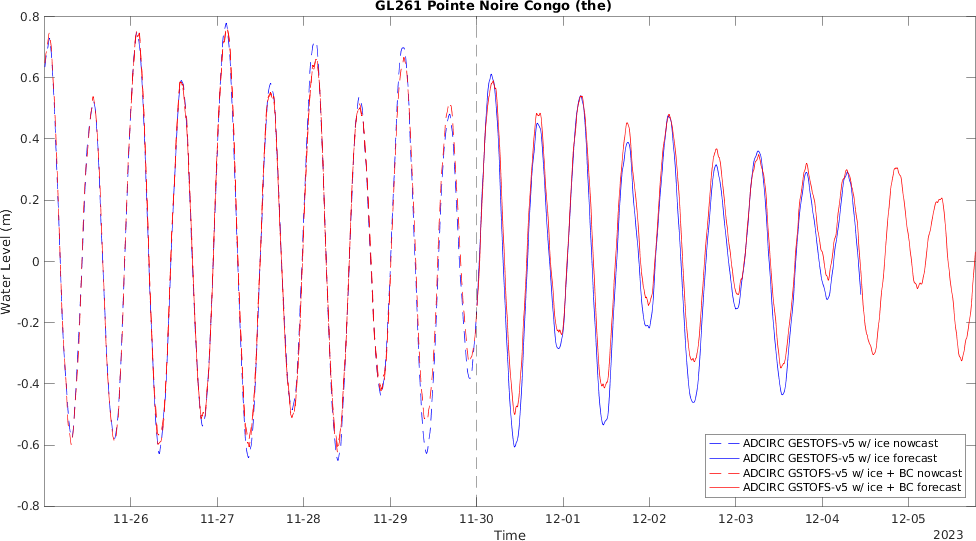 GL261 Pointe Noire Congo (the)
0.8
0.6
0.4
0.2
0
-0.2
-0.4
-0.6
-0.8
Water Level (m)
11-26 11-27 11-28 11-29 11-30 12-01 12-02 12-03 12-04 12-05
Time
2023
ADCIRC GESTOFS-v5 w/ ice nowcast
ADCIRC GESTOFS-v5 w/ ice forecast
ADCIRC GSTOFS-v5 w/ ice + BC nowcast
ADCIRC GSTOFS-v5 w/ ice + BC forecast